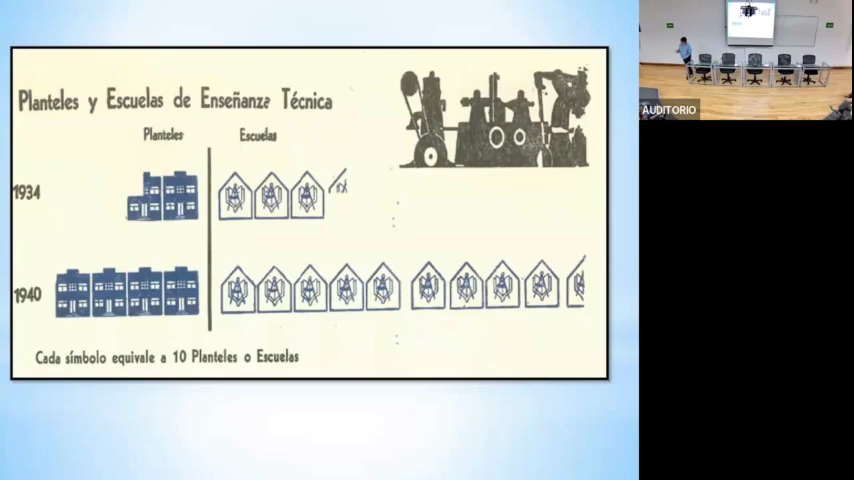 Planteles y Escuelas de Enseñanza Técnica
Planteles Escuelas
1934
1940
Cada símbolo equivale a 10 Planteles o Escuelas
AUDITORIO